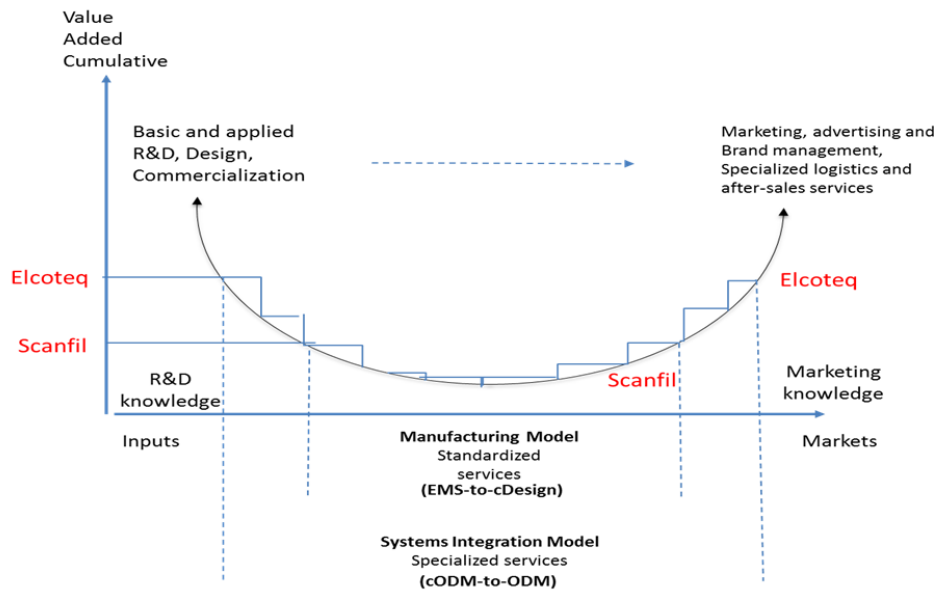 Value
Added
Cumulative
Basic and applied
R&D, Design,
Commercialization
Marketing, advertising and
Brand management,
Specialized logistics and
after-sales services
Elcoteq
Elcoteq
Scanfil
Scanfil
R&D
knowledge
Marketing
knowledge
Inputs
Manufacturing Model
Standardized
services
(EMS-to-cDesign)
Markets
Systems Integration Model
Specialized services
(cODM-to-ODM)